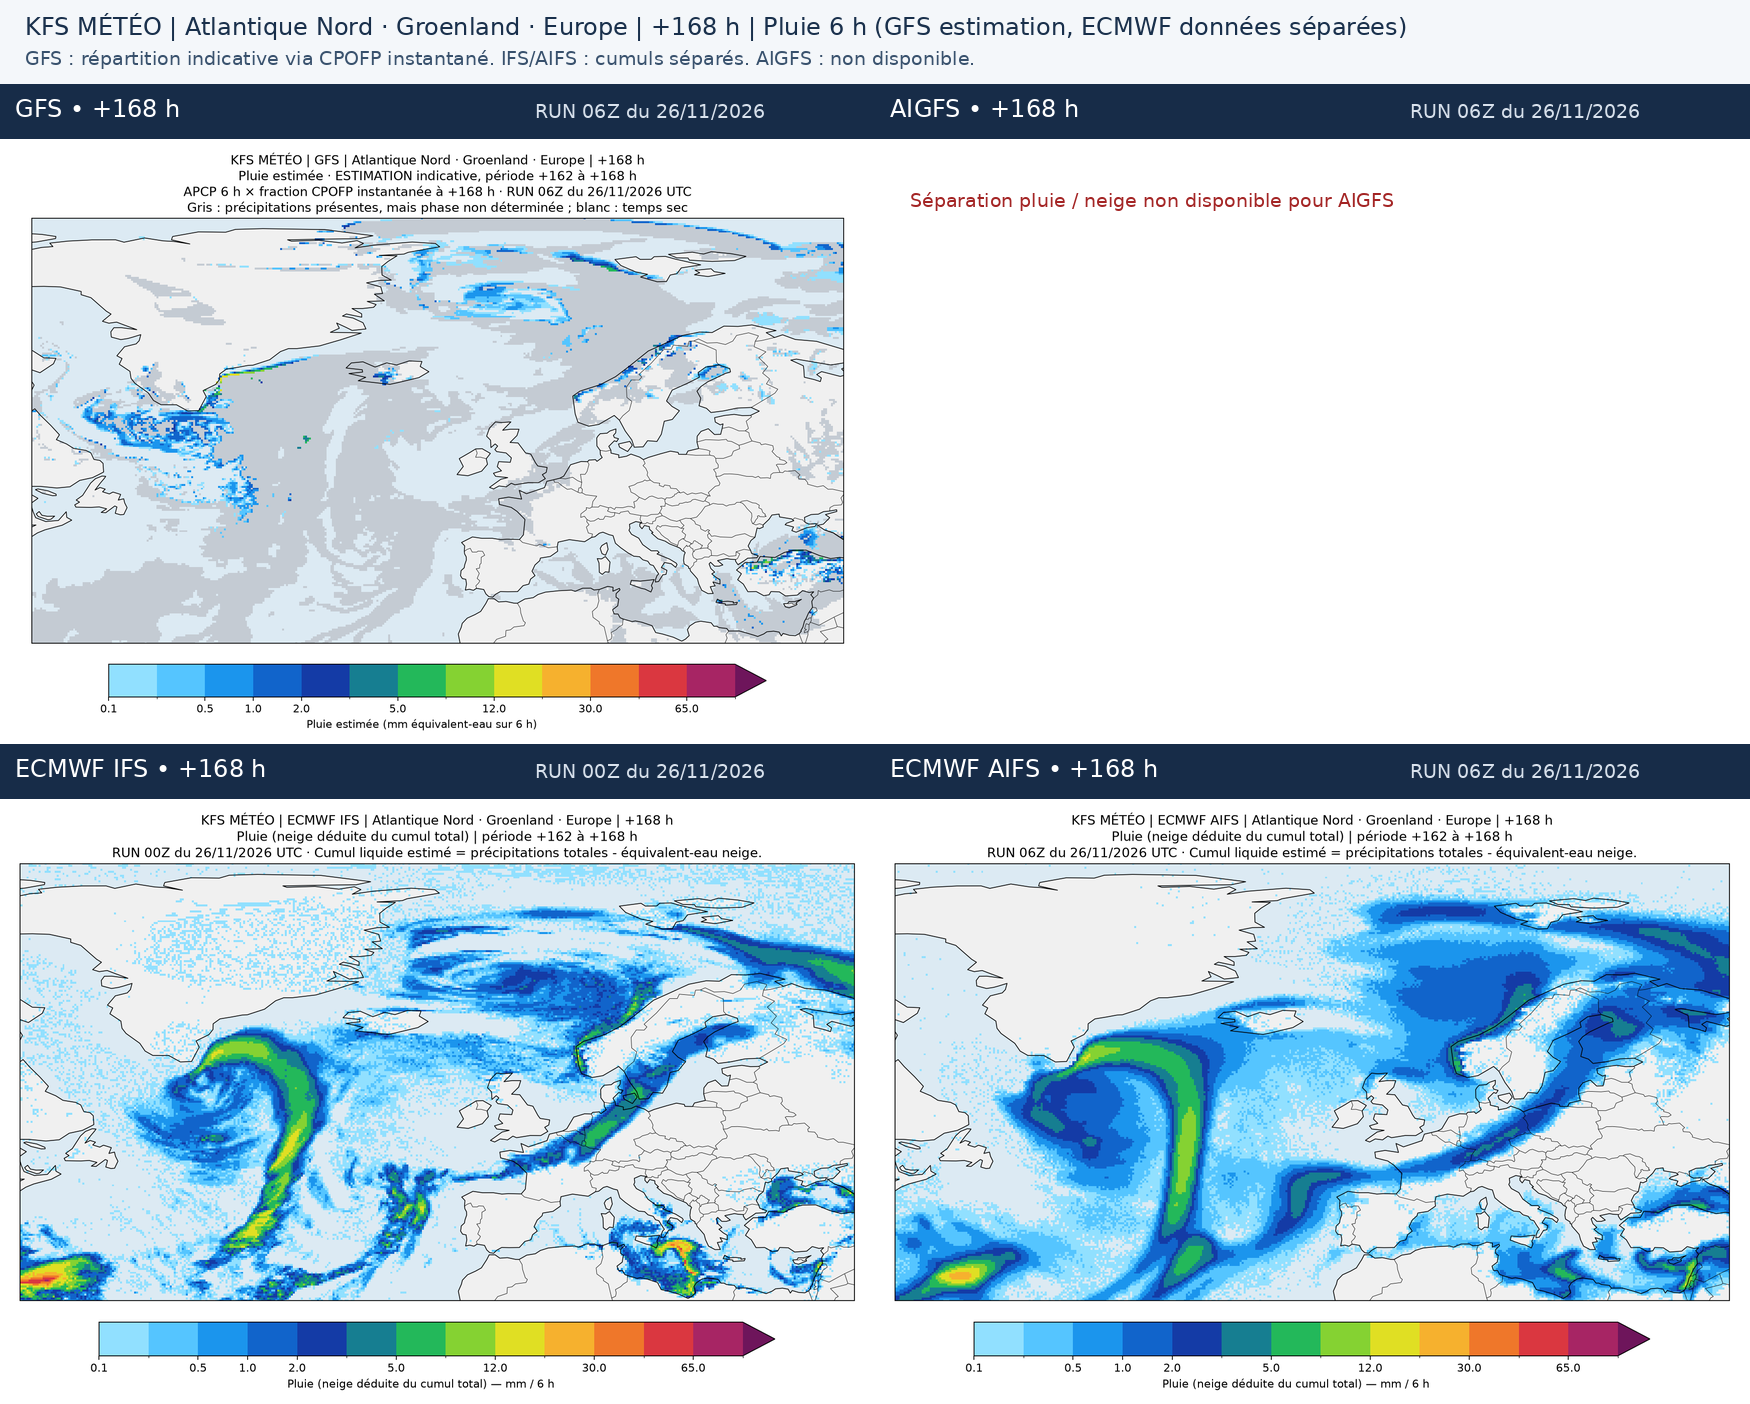 KFS MÉTÉO | Atlantique Nord · Groenland · Europe | +168 h | Pluie 6 h (GFS estimation, ECMWF données séparées)
GFS : répartition indicative via CPOFP instantané. IFS/AIFS : cumuls séparés. AIGFS : non disponible.
GFS • +168 h
RUN 06Z du 26/11/2026
KFS MÉTÉO | GFS | Atlantique Nord · Groenland · Europe | +168 h
Pluie estimée · ESTIMATION indicative, période +162 à +168 h
APCP 6 h × fraction CPOFP instantanée à +168 h · RUN 06Z du 26/11/2026 UTC
Gris : précipitations présentes, mais phase non déterminée ; blanc : temps sec
0.1 0.5 1.0 2.0 5.0 12.0 30.0 65.0
Pluie estimée (mm équivalent-eau sur 6 h)
AIGFS • +168 h
RUN 06Z du 26/11/2026
Séparation pluie / neige non disponible pour AIGFS
ECMWF IFS • +168 h
RUN 00Z du 26/11/2026
KFS MÉTÉO | ECMWF IFS | Atlantique Nord · Groenland · Europe | +168 h
Pluie (neige déduite du cumul total) | période +162 à +168 h
RUN 00Z du 26/11/2026 UTC · Cumul liquide estimé = précipitations totales - équivalent-eau neige.
0.1 0.5 1.0 2.0 5.0 12.0 30.0 65.0
Pluie (neige déduite du cumul total) — mm / 6 h
ECMWF AIFS • +168 h
RUN 06Z du 26/11/2026
KFS MÉTÉO | ECMWF AIFS | Atlantique Nord · Groenland · Europe | +168 h
Pluie (neige déduite du cumul total) | période +162 à +168 h
RUN 06Z du 26/11/2026 UTC · Cumul liquide estimé = précipitations totales - équivalent-eau neige.
0.1 0.5 1.0 2.0 5.0 12.0 30.0 65.0
Pluie (neige déduite du cumul total) — mm / 6 h